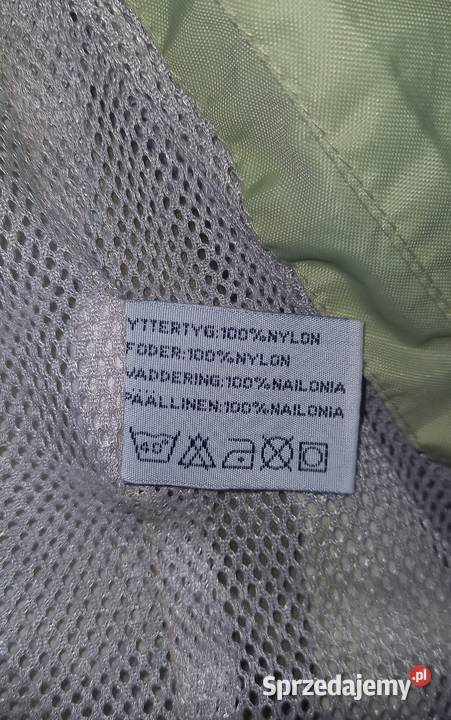 YTTERTYG:100%NYLON
FODER:100%NYLON
VADDERING:100%NAILONIA
PÄÄLLINEN:100%NAILONIA
40°
Sprzedajemy.pl